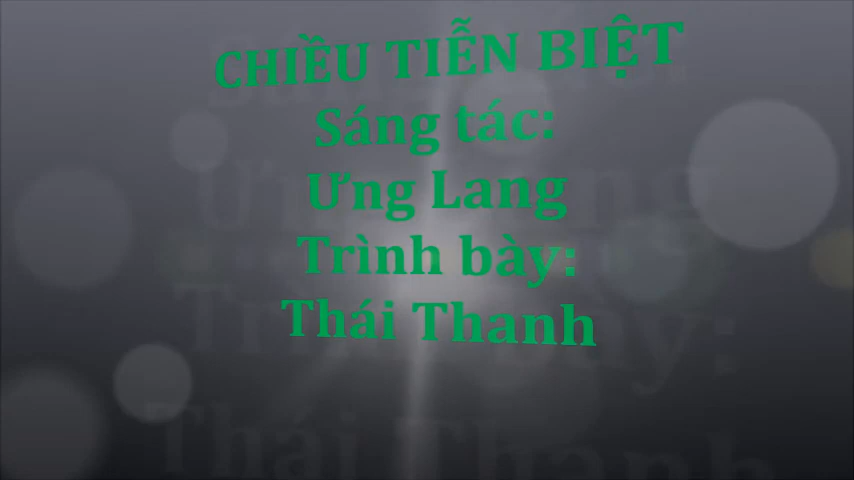 CHIỀU TIỄN BIỆT
Sáng tác:
Ưng Lang
Trình bày:
Thái Thanh